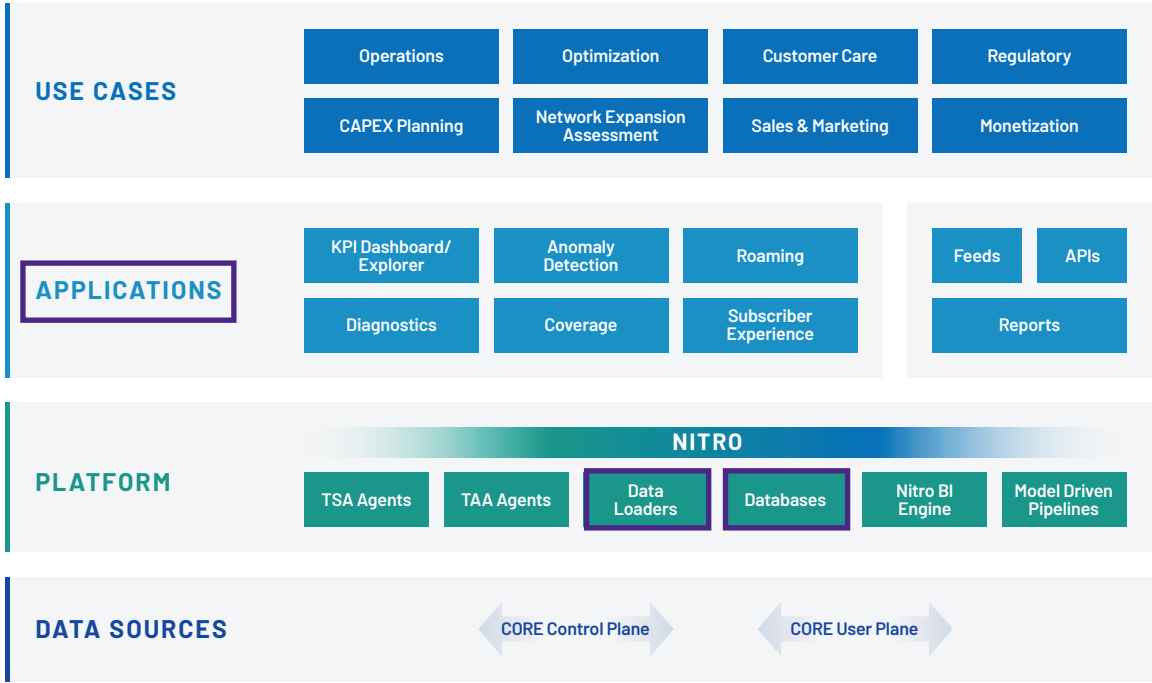 USE CASES
Operations
Optimization
Customer Care
Regulatory
CAPEX Planning
Network Expansion
Assessment
Sales & Marketing
Monetization
APPLICATIONS
KPI Dashboard/
Explorer
Anomaly
Detection
Roaming
Feeds
APIs
Diagnostics
Coverage
Subscriber
Experience
Reports
PLATFORM
NITRO
TSA Agents
TAA Agents
Data
Loaders
Databases
Nitro BI
Engine
Model Driven
Pipelines
DATA SOURCES
CORE Control Plane
CORE User Plane